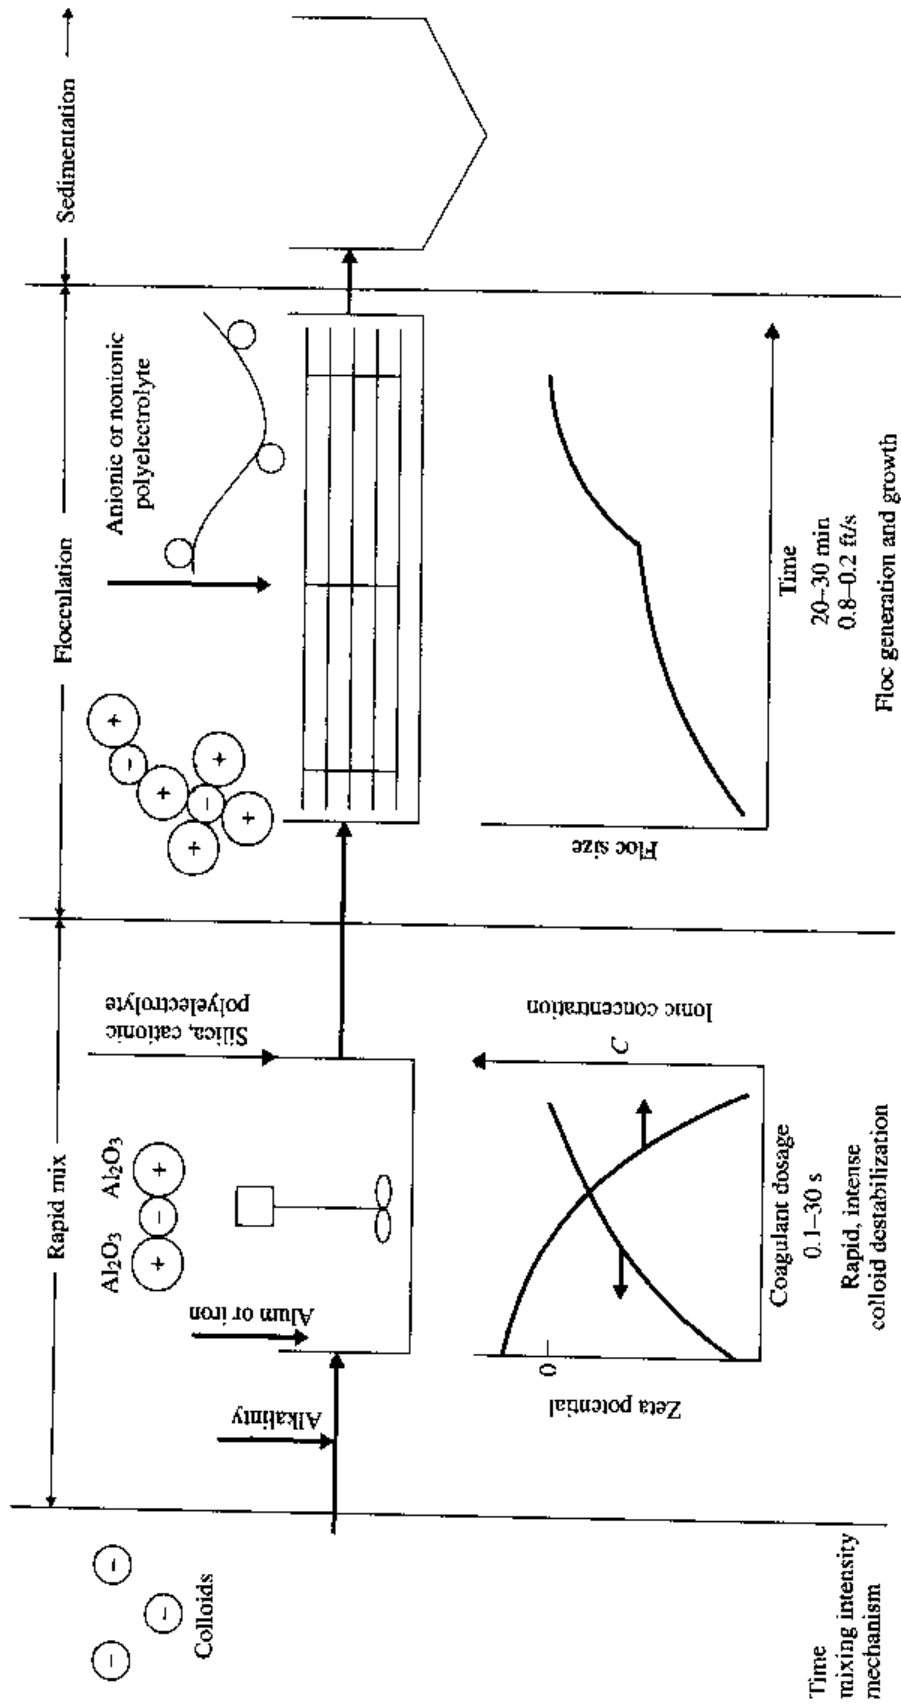 Rapid mix
Flocculation
Sedimentation
Colloids
−
−
−
Alkalinity
Alum or iron
Al₂O₃ Al₂O₃
+ − +
Silica, cationic
polyelectrolyte
+
−
+
+
−
+
+
Anionic or nonionic
polyelectrolyte
Zeta potential
0
C
Ionic concentration
Coagulant dosage
0.1–30 s
Rapid, intense
colloid destabilization
Floc size
Time
20–30 min
0.8–0.2 ft/s
Floc generation and growth
Time
mixing intensity
mechanism